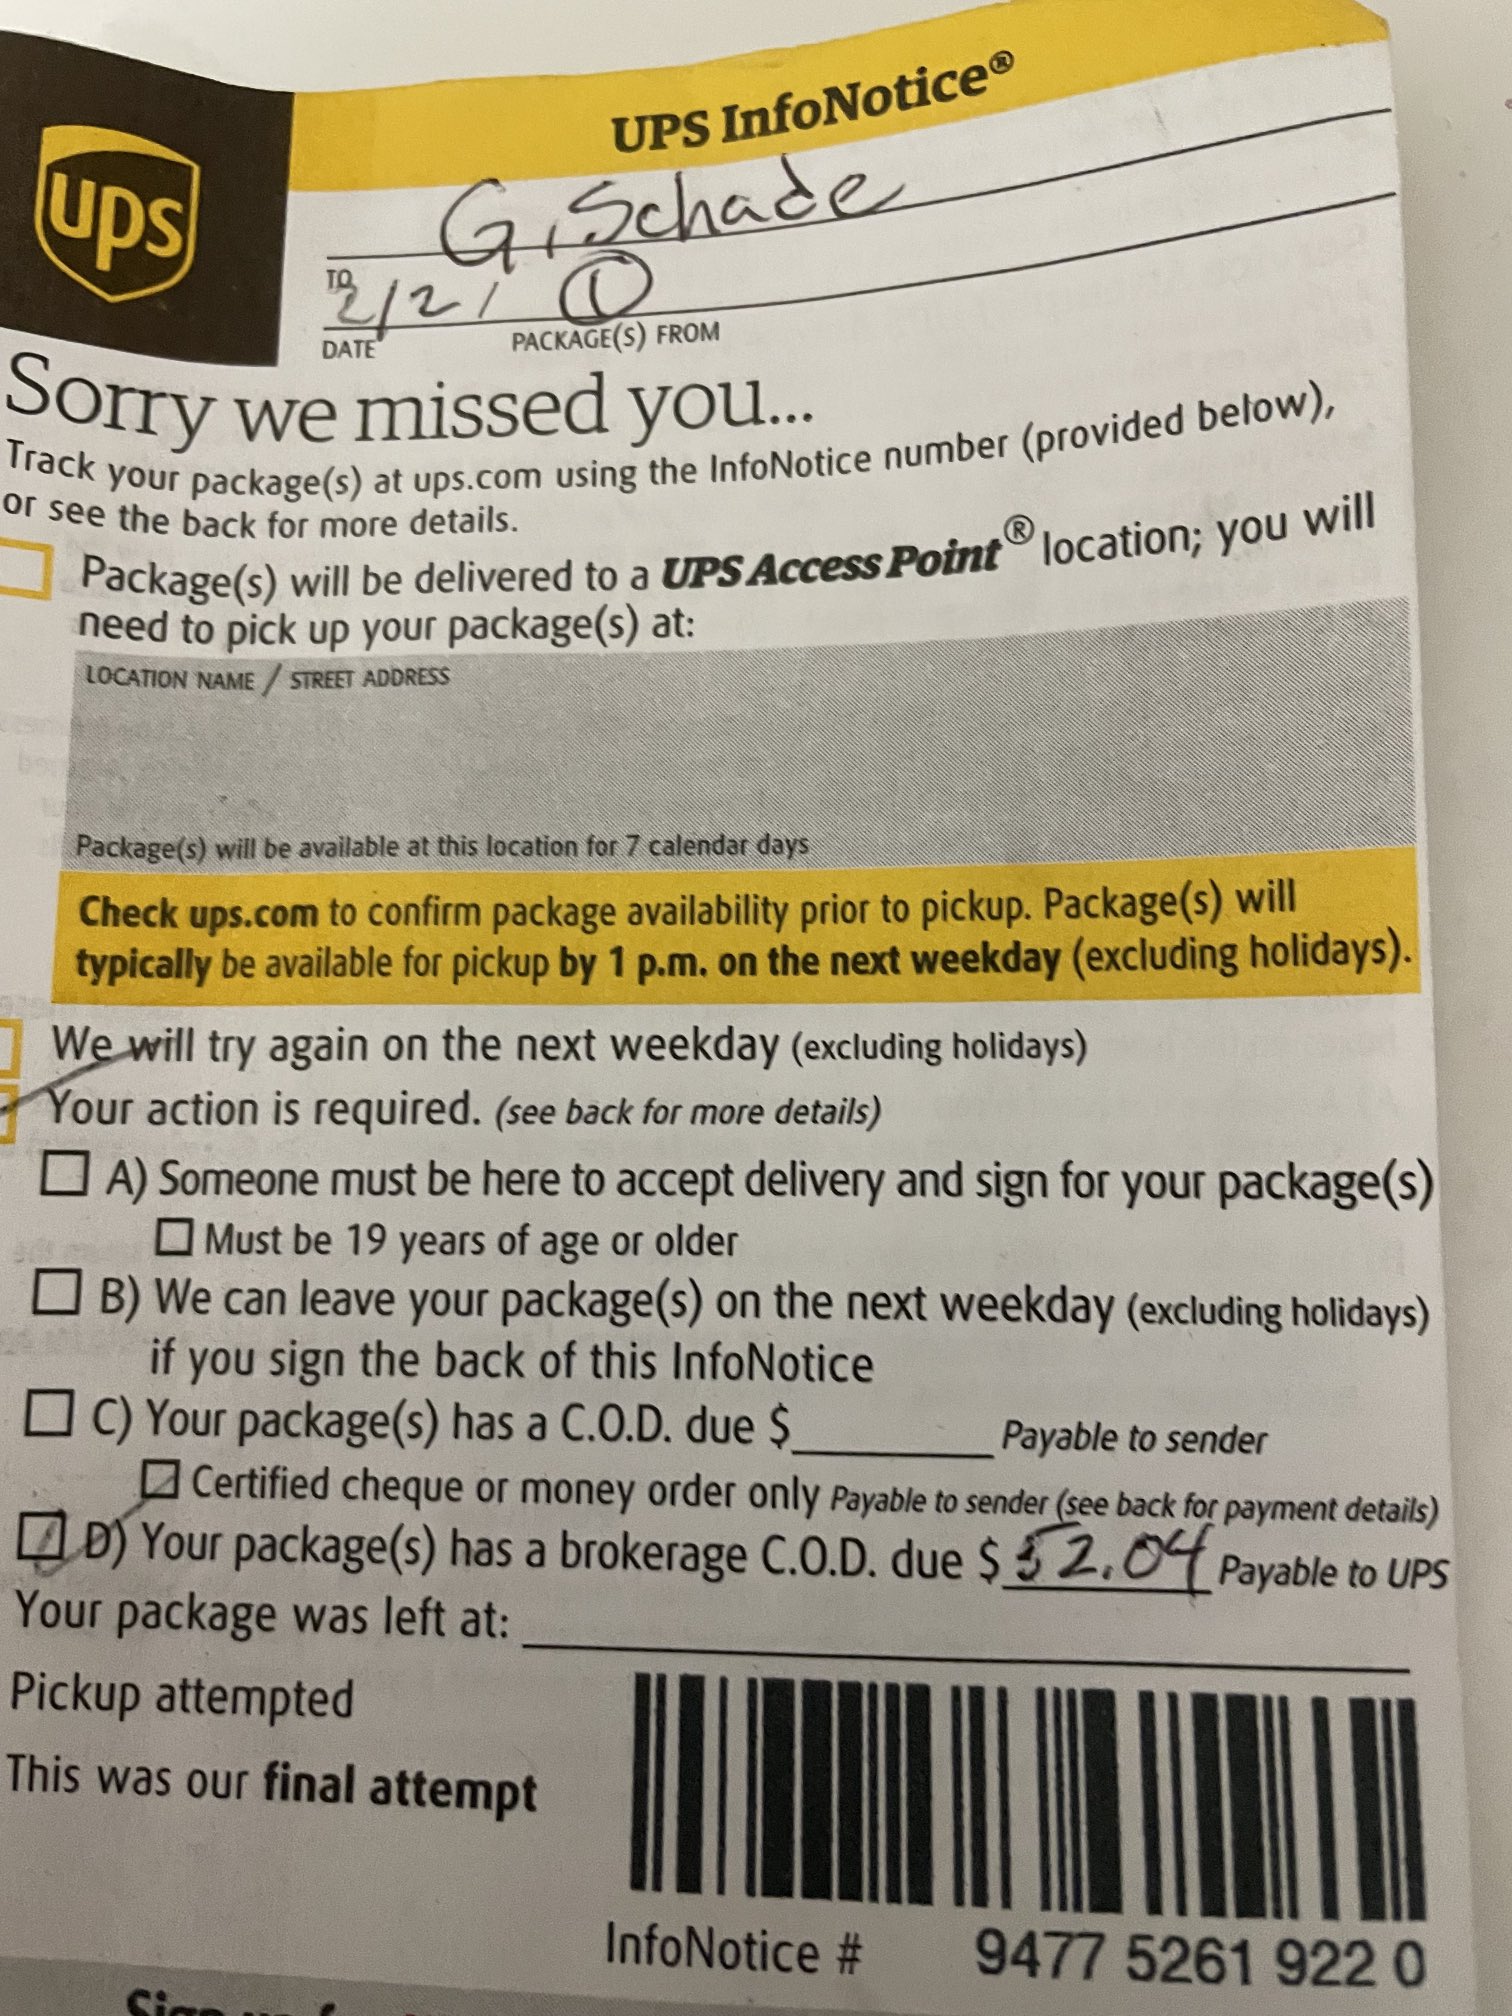 ups
UPS InfoNotice®
G. Schade
TO
2/21 1
DATE PACKAGE(S) FROM
Sorry we missed you...
Track your package(s) at ups.com using the InfoNotice number (provided below),
or see the back for more details.
Package(s) will be delivered to a UPS Access Point® location; you will
need to pick up your package(s) at:
LOCATION NAME / STREET ADDRESS
Package(s) will be available at this location for 7 calendar days
Check ups.com to confirm package availability prior to pickup. Package(s) will
typically be available for pickup by 1 p.m. on the next weekday (excluding holidays).
We will try again on the next weekday (excluding holidays)
Your action is required. (see back for more details)
A) Someone must be here to accept delivery and sign for your package(s)
Must be 19 years of age or older
B) We can leave your package(s) on the next weekday (excluding holidays)
if you sign the back of this InfoNotice
C) Your package(s) has a C.O.D. due $ Payable to sender
Certified cheque or money order only Payable to sender (see back for payment details)
D) Your package(s) has a brokerage C.O.D. due $52.04 Payable to UPS
Your package was left at:
Pickup attempted
This was our final attempt
InfoNotice # 9477 5261 922 0